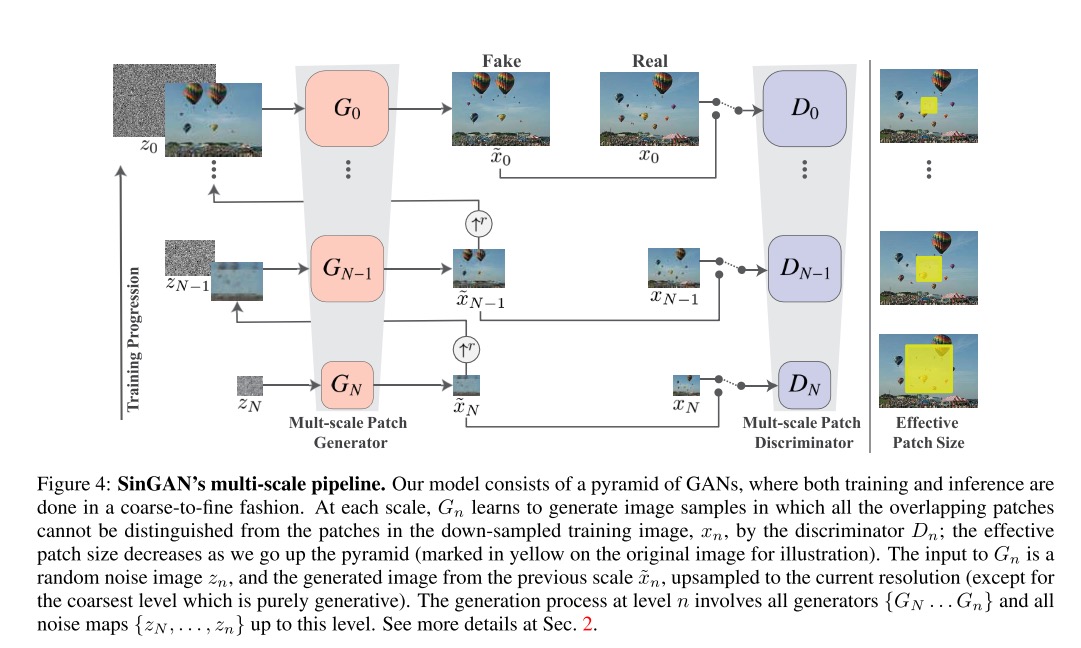 Fake Real
z_0 G_0 x̃_0 x_0 D_0
↑r
z_{N−1} G_{N−1} x̃_{N−1} x_{N−1} D_{N−1}
↑r
z_N G_N x̃_N x_N D_N
Training Progression
Mult-scale Patch
Generator
Mult-scale Patch
Discriminator
Effective
Patch Size
Figure 4: SinGAN's multi-scale pipeline. Our model consists of a pyramid of GANs, where both training and inference are
done in a coarse-to-fine fashion. At each scale, G_n learns to generate image samples in which all the overlapping patches
cannot be distinguished from the patches in the down-sampled training image, x_n, by the discriminator D_n; the effective
patch size decreases as we go up the pyramid (marked in yellow on the original image for illustration). The input to G_n is a
random noise image z_n, and the generated image from the previous scale x̃_n, upsampled to the current resolution (except for
the coarsest level which is purely generative). The generation process at level n involves all generators {G_N . . . G_n} and all
noise maps {z_N, . . . , z_n} up to this level. See more details at Sec. 2.